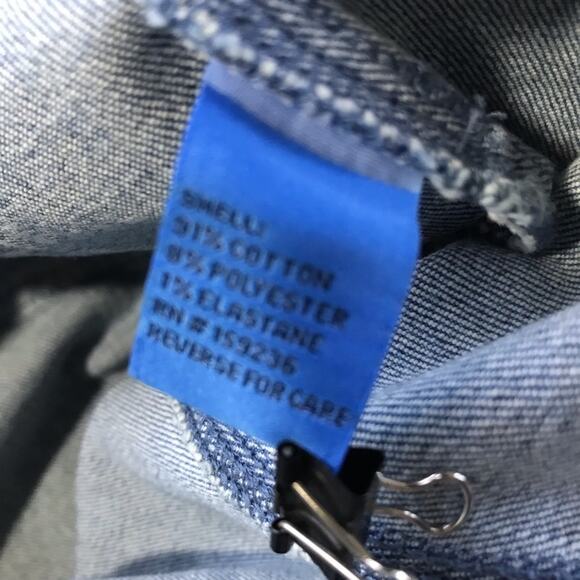 SHELL:
91% COTTON
8% POLYESTER
1% ELASTANE
RN # 159236
REVERSE FOR CARE